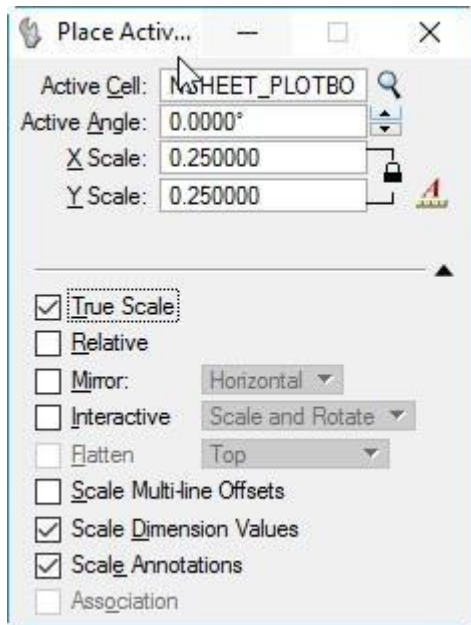 Place Activ...
Active Cell: NSHEET_PLOTBO
Active Angle: 0.0000°
X Scale: 0.250000
Y Scale: 0.250000
True Scale
Relative
Mirror: Horizontal
Interactive Scale and Rotate
Flatten Top
Scale Multi-line Offsets
Scale Dimension Values
Scale Annotations
Association